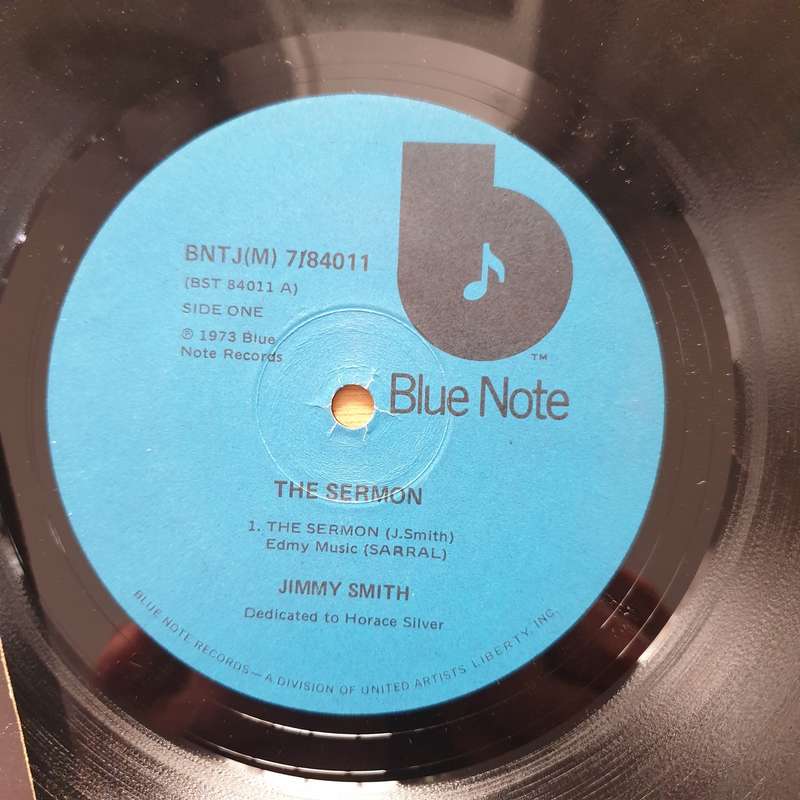 BNTJ(M) 7/84011
(BST 84011 A)
SIDE ONE
℗ 1973 Blue
Note Records
TM
Blue Note
THE SERMON
1. THE SERMON (J.Smith)
Edmy Music (SARRAL)
JIMMY SMITH
Dedicated to Horace Silver
BLUE NOTE RECORDS — A DIVISION OF UNITED ARTISTS LIBERTY, INC.